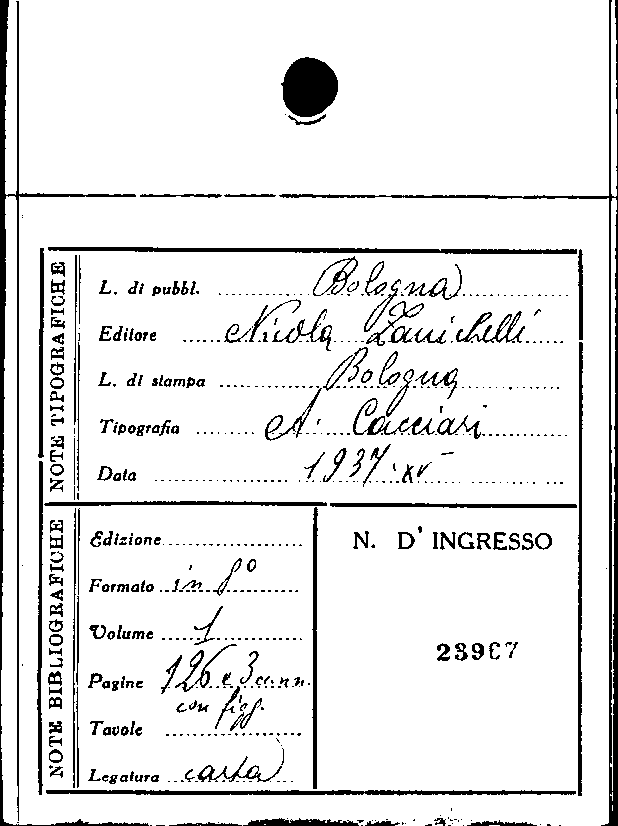 NOTE TIPOGRAFICHE
L. di pubbl. Bologna
Editore Nicola Zanichelli
L. di stampa Bologna
Tipografia A. Cacciari
Data 1937.XV
NOTE BIBLIOGRAFICHE
Edizione
Formato in 8°
Volume 1
Pagine 126 e 3 c.n.n.
con figg.
Tavole
Legatura carta
N. D' INGRESSO
23967